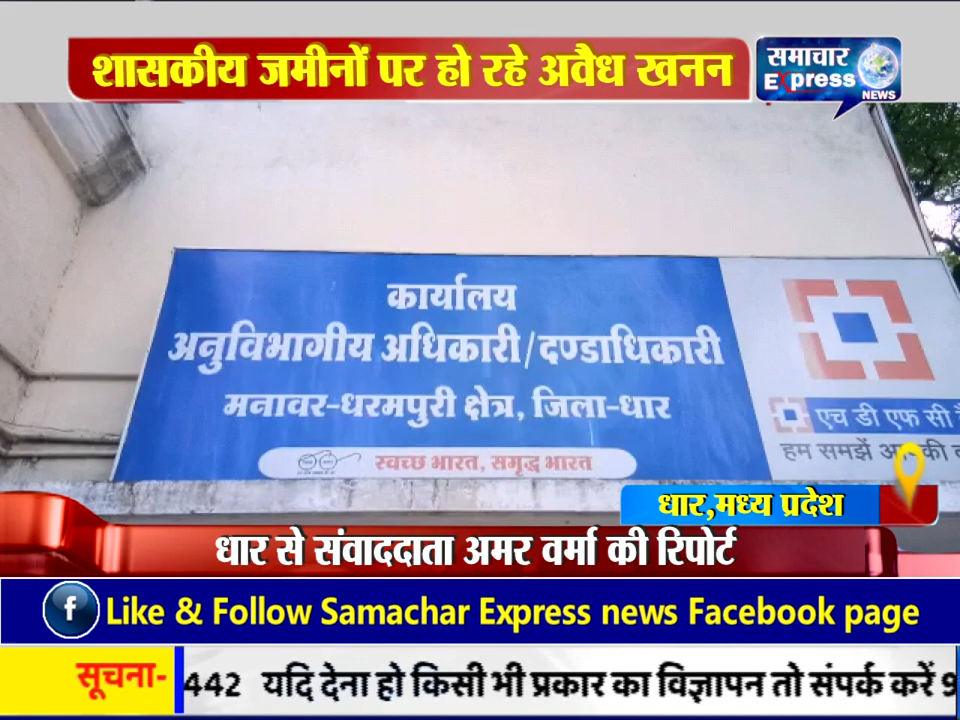 शासकीय जमीनों पर हो रहे अवैध खनन
समाचार
Express
NEWS
कार्यालय
अनुविभागीय अधिकारी/दण्डाधिकारी
मनावर-धरमपुरी क्षेत्र, जिला-धार
स्वच्छ भारत, समृद्ध भारत
एच डी एफ सी
हम समझें
धार,मध्य प्रदेश
धार से संवाददाता अमर वर्मा की रिपोर्ट
f Like & Follow Samachar Express news Facebook page
सूचना- 442 यदि देना हो किसी भी प्रकार का विज्ञापन तो संपर्क करें 9